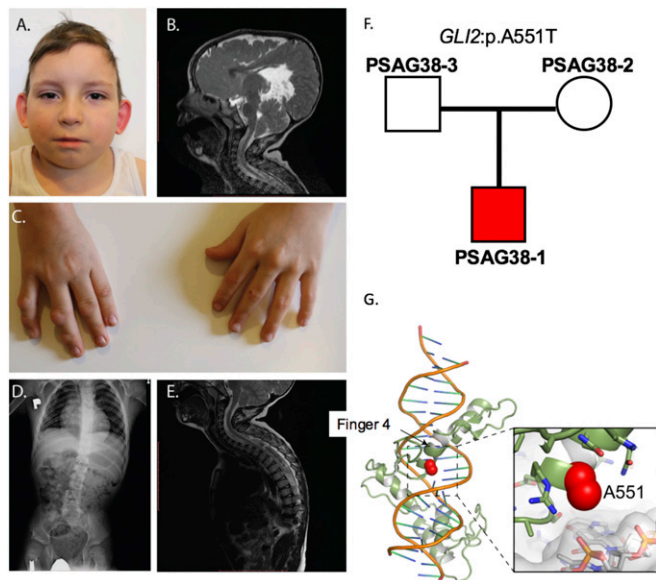 A.
B.
F.
GLI2:p.A551T
PSAG38-3
PSAG38-2
C.
PSAG38-1
G.
D.
E.
Finger 4
A551